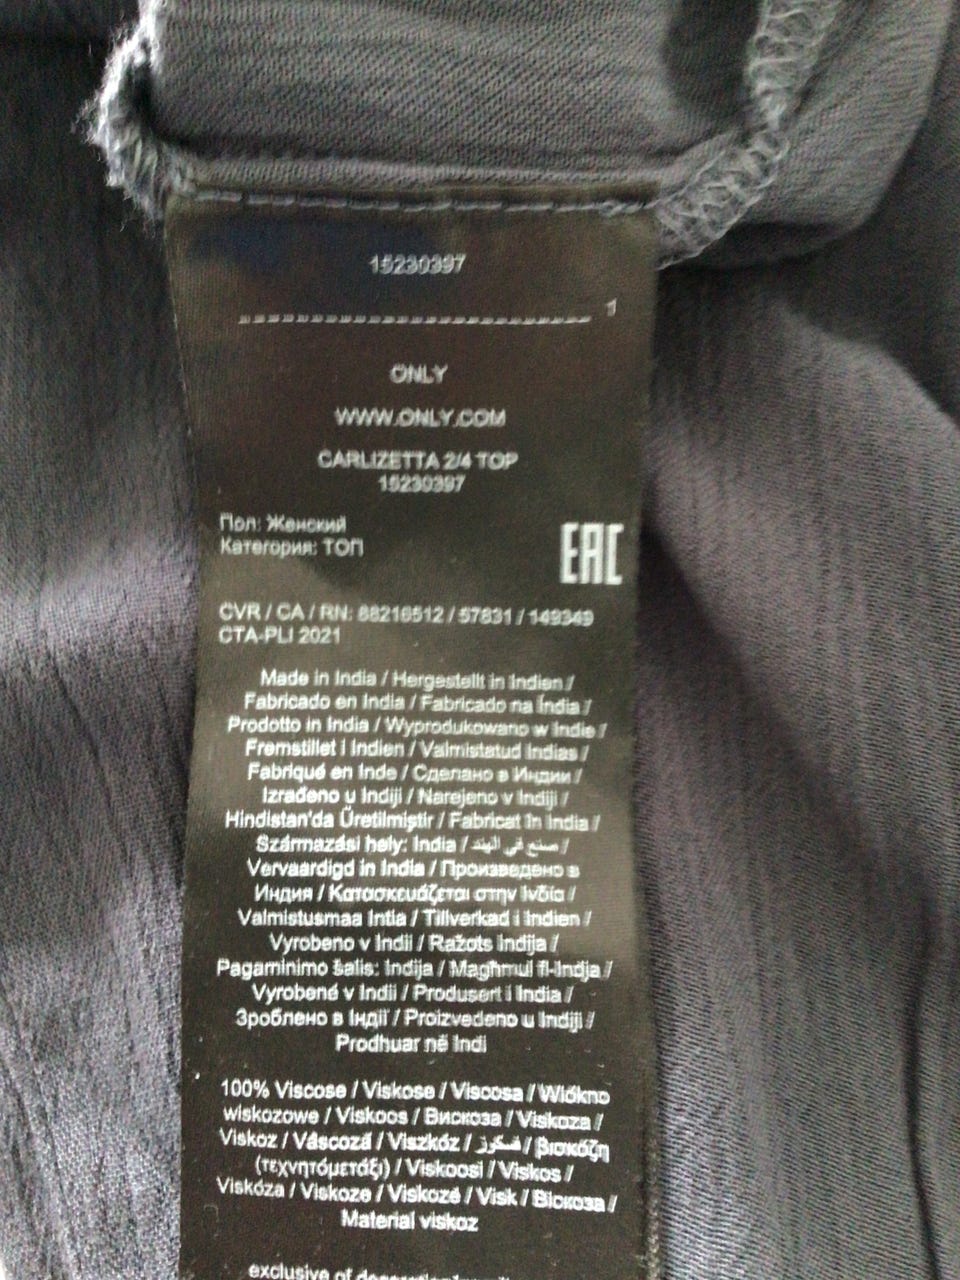 15230397
1
ONLY
WWW.ONLY.COM
CARLIZETTA 2/4 TOP
15230397
Пол: Женский
Категория: ТОП
EAC
CVR / CA / RN: 88216512 / 57831 / 149349
CTA-PLI 2021
Made in India / Hergestellt in Indien /
Fabricado en India / Fabricado na Índia /
Prodotto in India / Wyprodukowano w Indie /
Fremstillet i Indien / Valmistatud Indias /
Fabriqué en Inde / Сделано в Индии /
Izrađeno u Indiji / Narejeno v Indiji /
Hindistan'da Üretilmiştir / Fabricat în India /
Származási hely: India / صنع في الهند /
Vervaardigd in India / Произведено в
Индия / Κατασκευάζεται στην Ινδία /
Valmistusmaa Intia / Tillverkad i Indien /
Vyrobeno v Indii / Ražots Indija /
Pagaminimo šalis: Indija / Magħmul fl-Indja /
Vyrobené v Indii / Produsert i India /
Зроблено в Індії / Proizvedeno u Indiji /
Prodhuar në Indi
100% Viscose / Viskose / Viscosa / Włókno
wiskozowe / Viskoos / Вискоза / Viskoza /
Viskoz / Vâscoză / Viszkóz / فسكوز / βισκόζη
(τεχνητόμετάξι) / Viskoosi / Viskos /
Viskóza / Viskoze / Viskozė / Visk / Віскоза /
Material viskoz
exclusive of